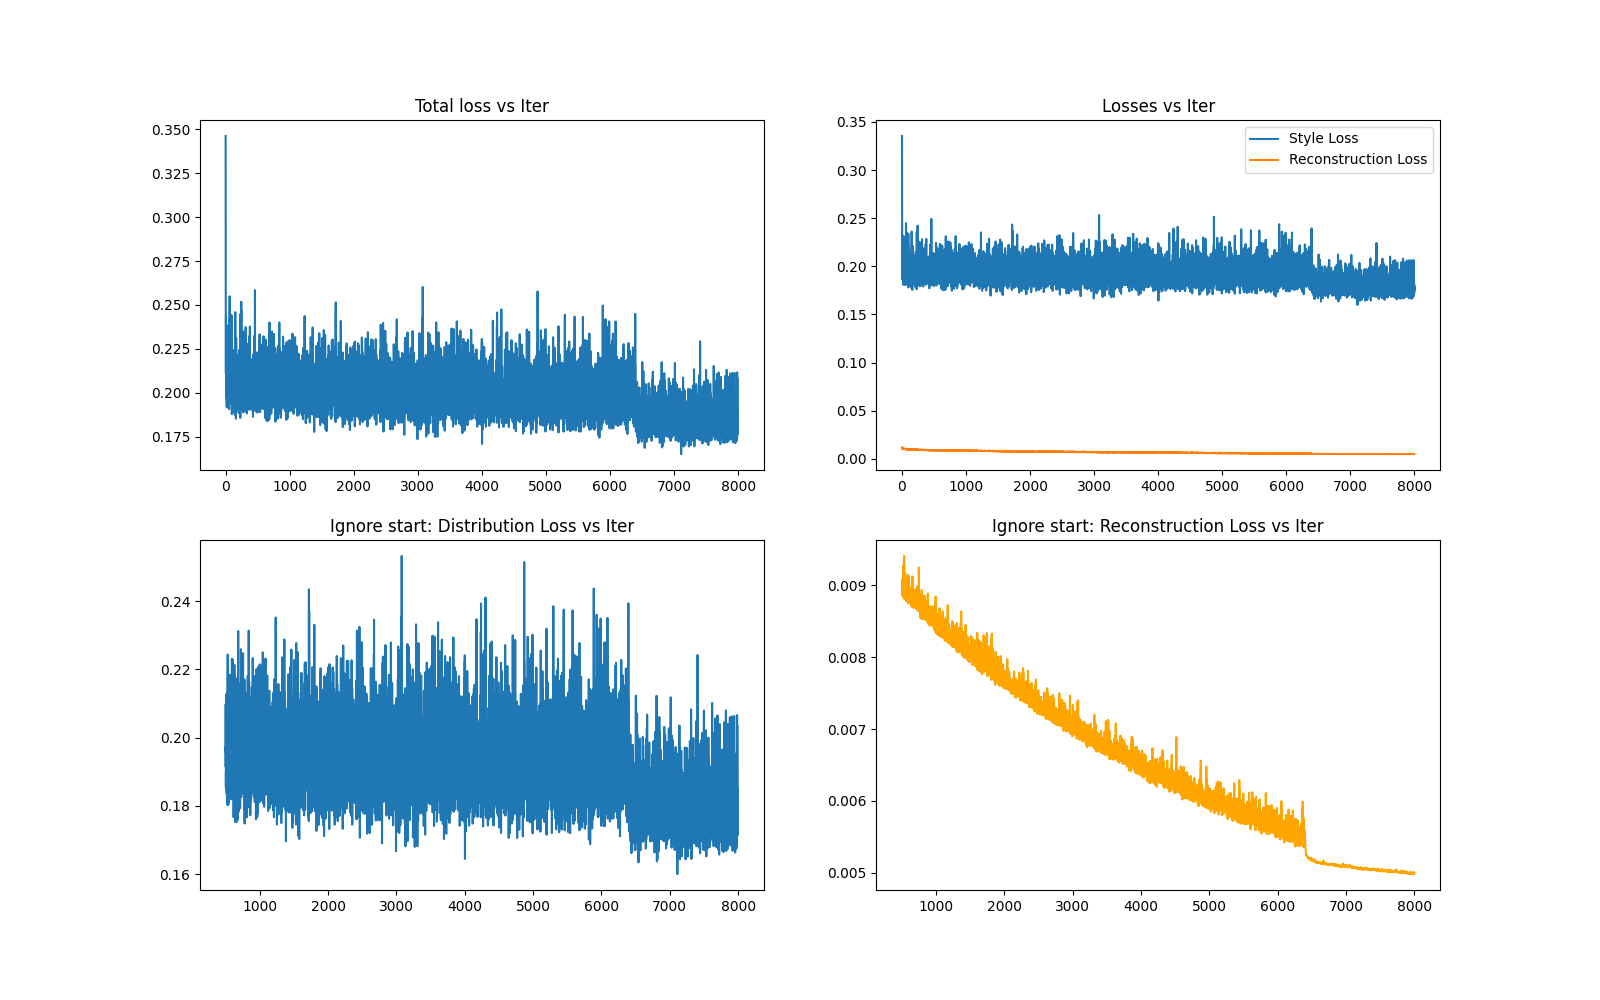 Total loss vs Iter
0.350
0.325
0.300
0.275
0.250
0.225
0.200
0.175
0 1000 2000 3000 4000 5000 6000 7000 8000
Losses vs Iter
0.35
0.30
0.25
0.20
0.15
0.10
0.05
0.00
Style Loss
Reconstruction Loss
0 1000 2000 3000 4000 5000 6000 7000 8000
Ignore start: Distribution Loss vs Iter
0.24
0.22
0.20
0.18
0.16
1000 2000 3000 4000 5000 6000 7000 8000
Ignore start: Reconstruction Loss vs Iter
0.009
0.008
0.007
0.006
0.005
1000 2000 3000 4000 5000 6000 7000 8000